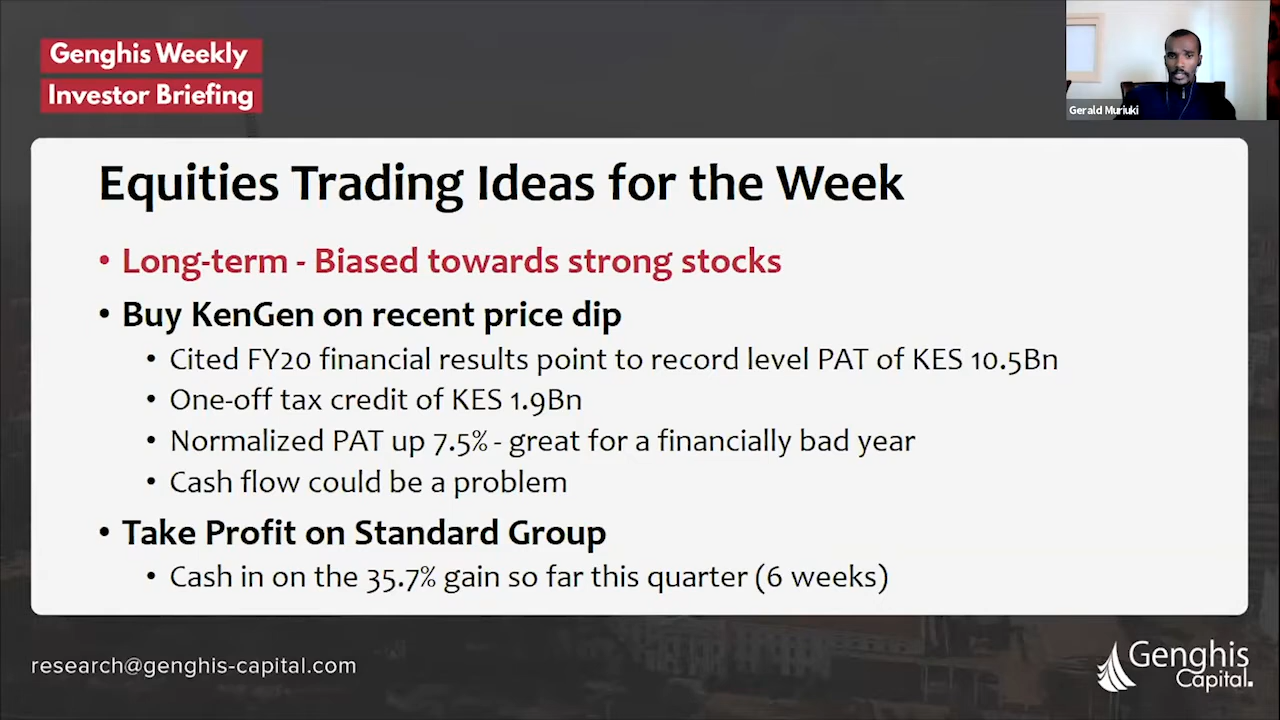 Genghis Weekly
Investor Briefing
Gerald Muriuki
Equities Trading Ideas for the Week
• Long-term - Biased towards strong stocks
• Buy KenGen on recent price dip
• Cited FY20 financial results point to record level PAT of KES 10.5Bn
• One-off tax credit of KES 1.9Bn
• Normalized PAT up 7.5% - great for a financially bad year
• Cash flow could be a problem
• Take Profit on Standard Group
• Cash in on the 35.7% gain so far this quarter (6 weeks)
research@genghis-capital.com
Genghis
Capital.